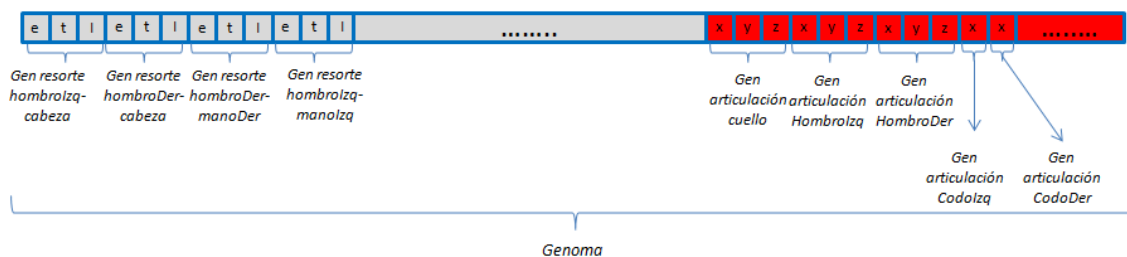 e t l e t l e t l e t l ........ x y z x y z x y z x x ........
Gen resorte
hombroIzq-
cabeza
Gen resorte
hombroDer-
cabeza
Gen resorte
hombroDer-
manoDer
Gen resorte
hombroIzq-
manoIzq
Gen
articulación
cuello
Gen
articulación
HombroIzq
Gen
articulación
HombroDer
Gen
articulación
CodoIzq
Gen
articulación
CodoDer
Genoma